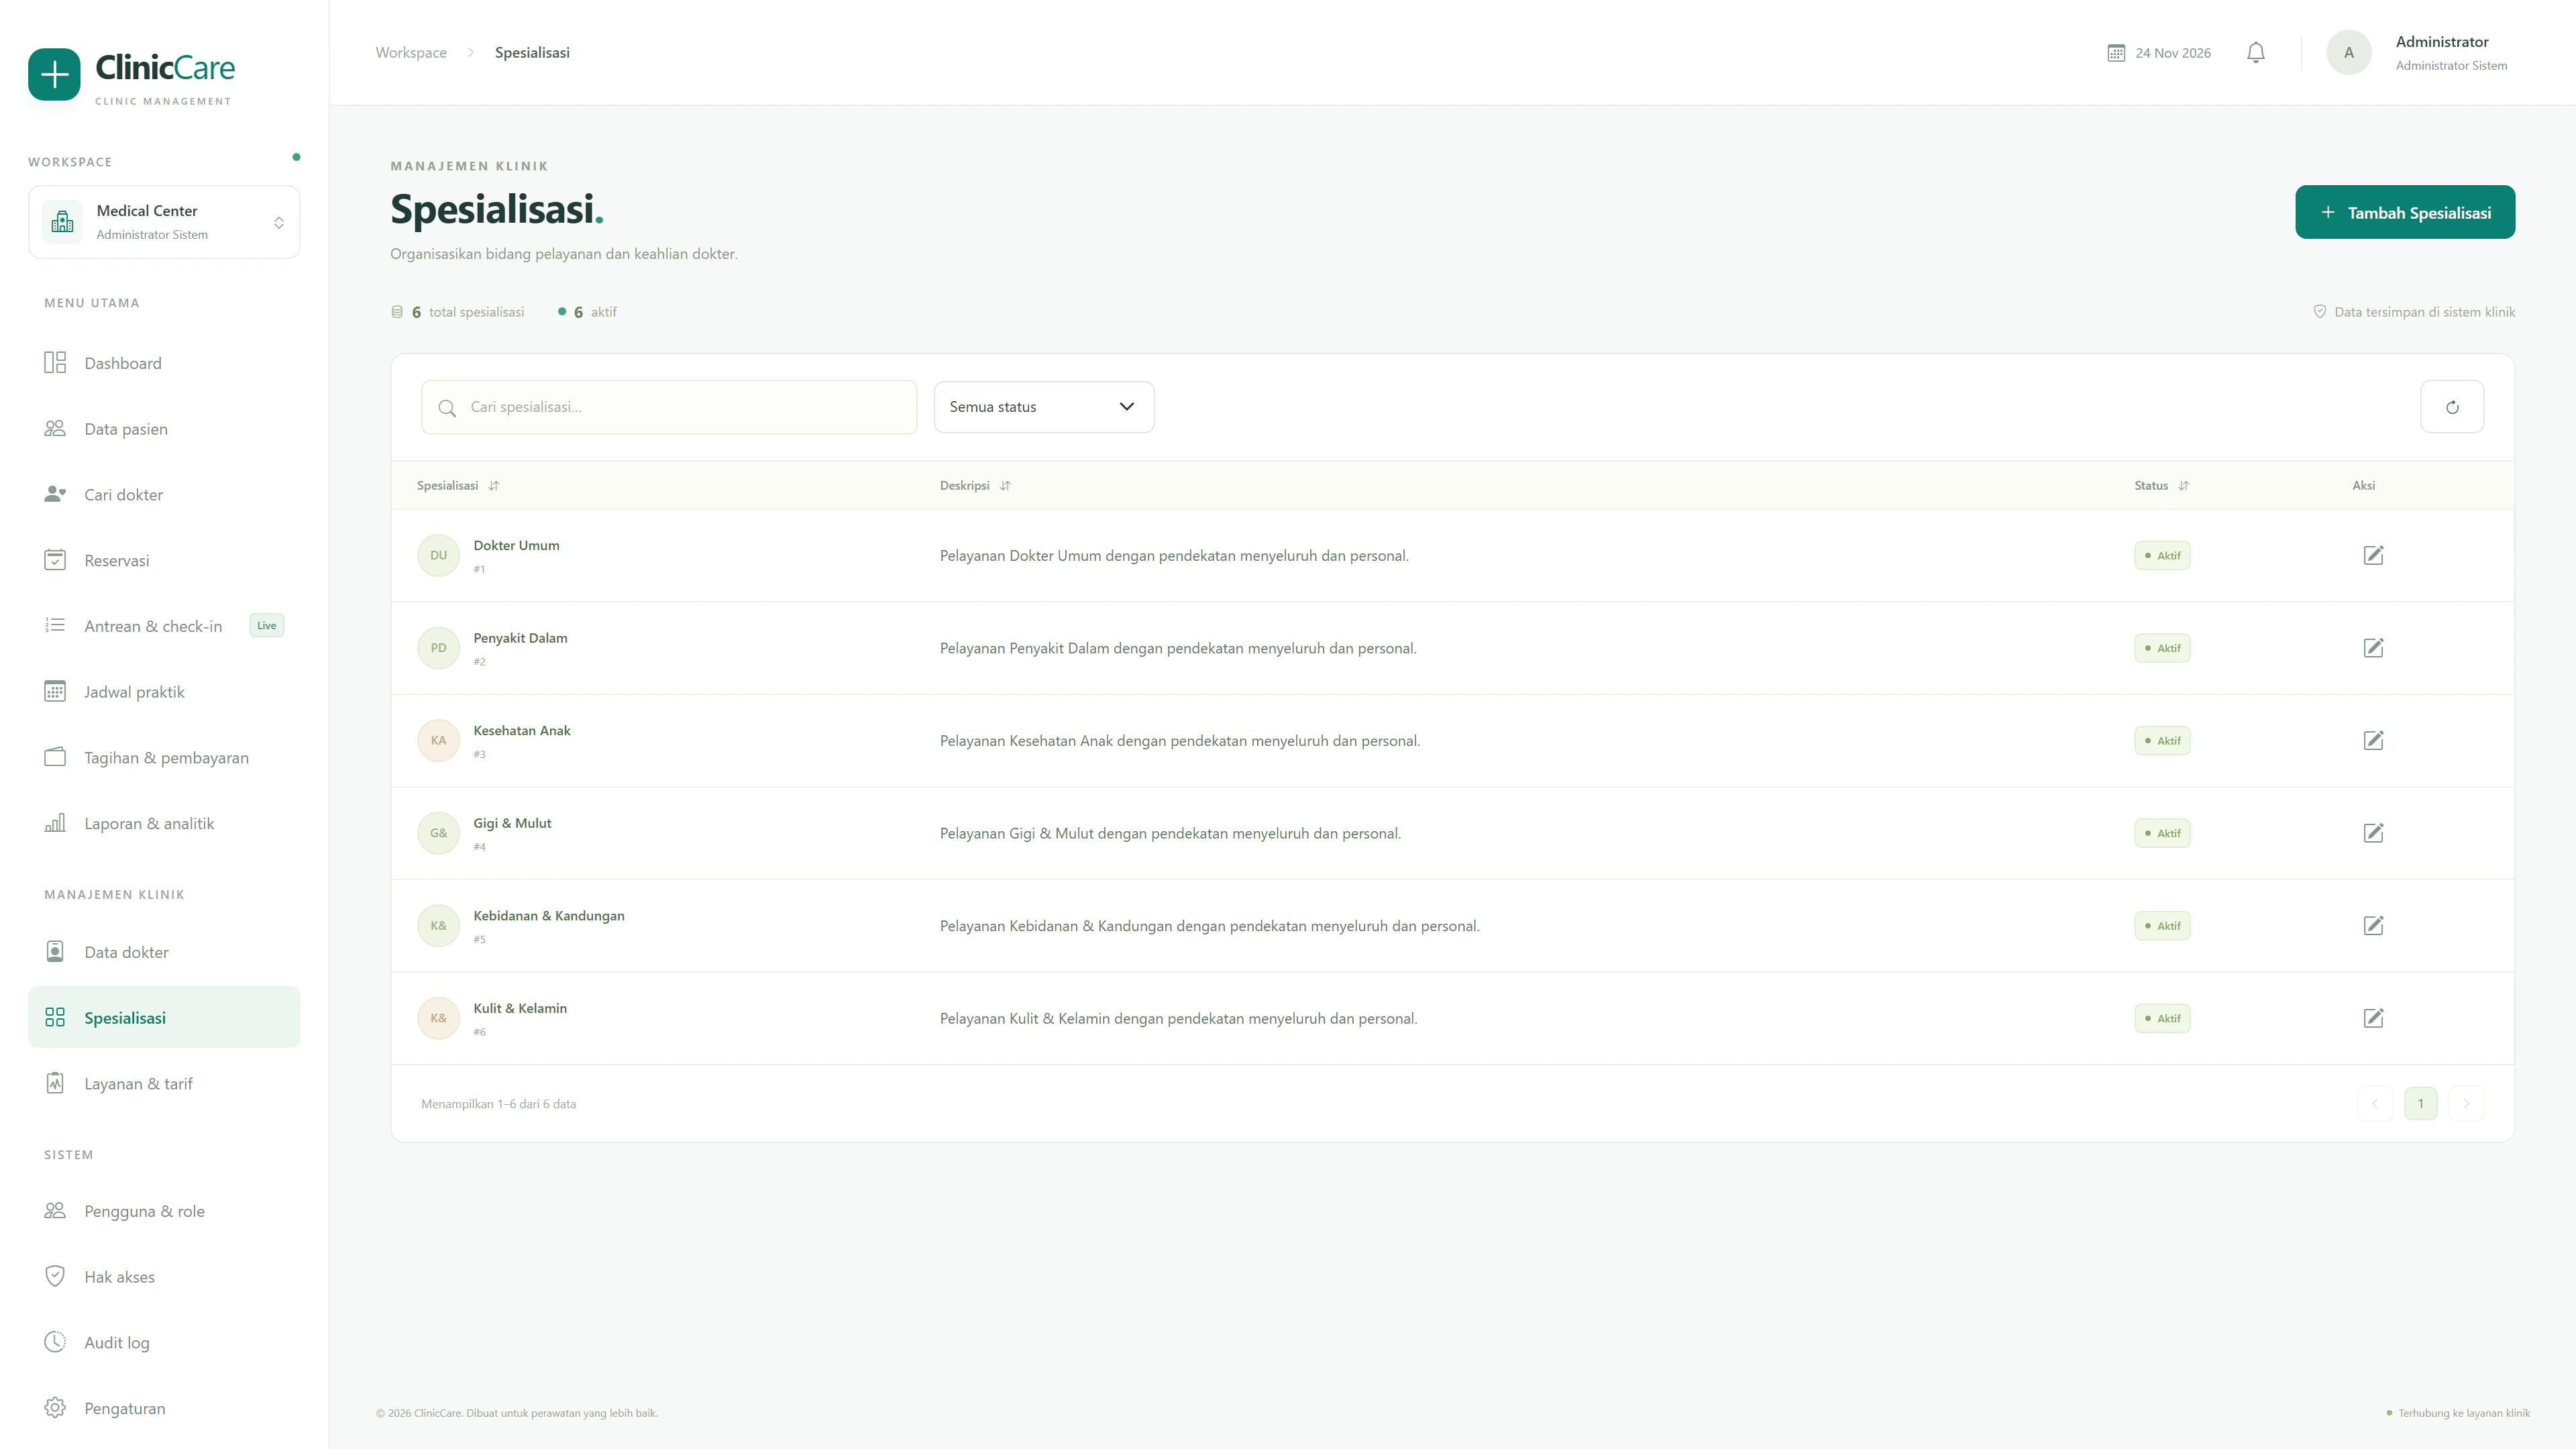 ClinicCare
CLINIC MANAGEMENT
WORKSPACE
Medical Center
Administrator Sistem
MENU UTAMA
Dashboard
Data pasien
Cari dokter
Reservasi
Antrean & check-in Live
Jadwal praktik
Tagihan & pembayaran
Laporan & analitik
MANAJEMEN KLINIK
Data dokter
Spesialisasi
Layanan & tarif
SISTEM
Pengguna & role
Hak akses
Audit log
Pengaturan
Workspace Spesialisasi
24 Nov 2026
A
Administrator
Administrator Sistem
MANAJEMEN KLINIK
Spesialisasi.
Organisasikan bidang pelayanan dan keahlian dokter.
Tambah Spesialisasi
6 total spesialisasi 6 aktif
Data tersimpan di sistem klinik
Cari spesialisasi...
Semua status
Spesialisasi Deskripsi Status Aksi
DU Dokter Umum
#1
Pelayanan Dokter Umum dengan pendekatan menyeluruh dan personal.
Aktif
PD Penyakit Dalam
#2
Pelayanan Penyakit Dalam dengan pendekatan menyeluruh dan personal.
Aktif
KA Kesehatan Anak
#3
Pelayanan Kesehatan Anak dengan pendekatan menyeluruh dan personal.
Aktif
G& Gigi & Mulut
#4
Pelayanan Gigi & Mulut dengan pendekatan menyeluruh dan personal.
Aktif
K& Kebidanan & Kandungan
#5
Pelayanan Kebidanan & Kandungan dengan pendekatan menyeluruh dan personal.
Aktif
K& Kulit & Kelamin
#6
Pelayanan Kulit & Kelamin dengan pendekatan menyeluruh dan personal.
Aktif
Menampilkan 1–6 dari 6 data
1
© 2026 ClinicCare. Dibuat untuk perawatan yang lebih baik.
Terhubung ke layanan klinik